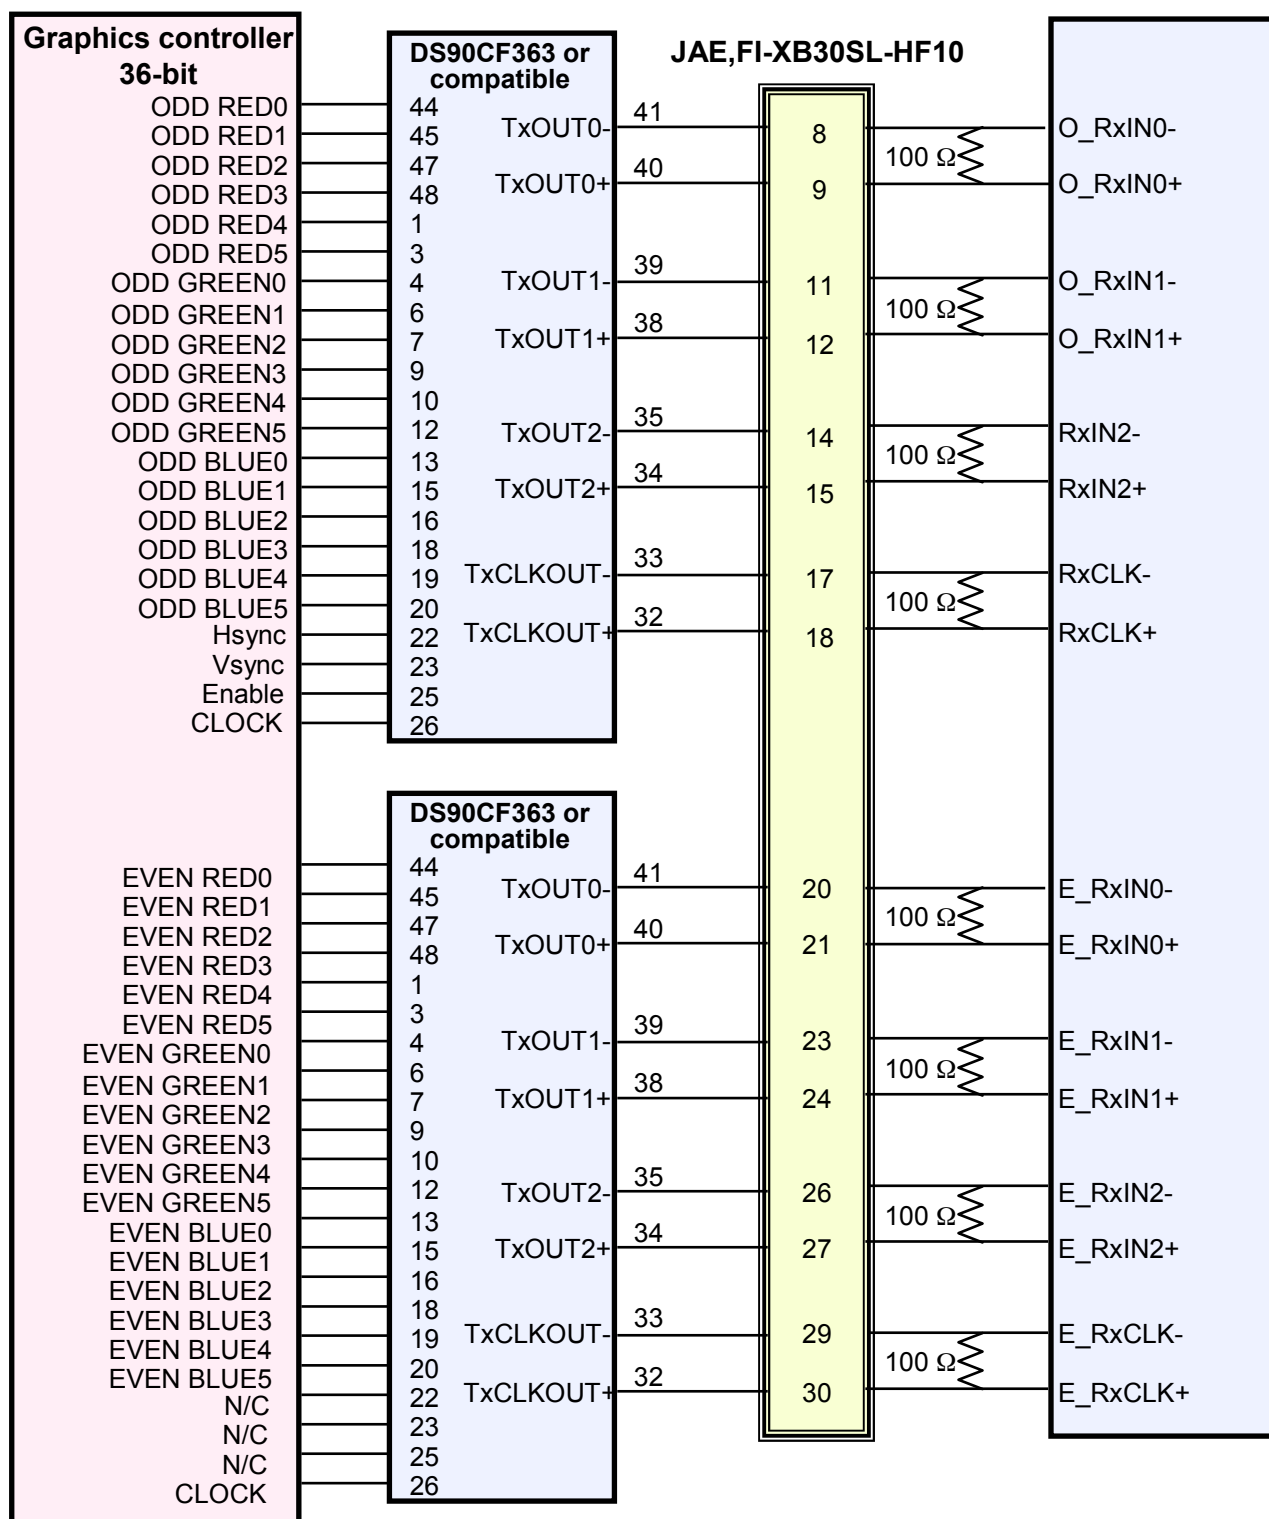 Graphics controller
36-bit
ODD RED0
ODD RED1
ODD RED2
ODD RED3
ODD RED4
ODD RED5
ODD GREEN0
ODD GREEN1
ODD GREEN2
ODD GREEN3
ODD GREEN4
ODD GREEN5
ODD BLUE0
ODD BLUE1
ODD BLUE2
ODD BLUE3
ODD BLUE4
ODD BLUE5
Hsync
Vsync
Enable
CLOCK
EVEN RED0
EVEN RED1
EVEN RED2
EVEN RED3
EVEN RED4
EVEN RED5
EVEN GREEN0
EVEN GREEN1
EVEN GREEN2
EVEN GREEN3
EVEN GREEN4
EVEN GREEN5
EVEN BLUE0
EVEN BLUE1
EVEN BLUE2
EVEN BLUE3
EVEN BLUE4
EVEN BLUE5
N/C
N/C
N/C
CLOCK
DS90CF363 or
compatible
44
45
47
48
1
3
4
6
7
9
10
12
13
15
16
18
19
20
22
23
25
26
TxOUT0- 41
TxOUT0+ 40
TxOUT1- 39
TxOUT1+ 38
TxOUT2- 35
TxOUT2+ 34
TxCLKOUT- 33
TxCLKOUT+ 32
DS90CF363 or
compatible
44
45
47
48
1
3
4
6
7
9
10
12
13
15
16
18
19
20
22
23
25
26
TxOUT0- 41
TxOUT0+ 40
TxOUT1- 39
TxOUT1+ 38
TxOUT2- 35
TxOUT2+ 34
TxCLKOUT- 33
TxCLKOUT+ 32
JAE,FI-XB30SL-HF10
8
9
11
12
14
15
17
18
20
21
23
24
26
27
29
30
100 Ω
100 Ω
100 Ω
100 Ω
100 Ω
100 Ω
100 Ω
100 Ω
O_RxIN0-
O_RxIN0+
O_RxIN1-
O_RxIN1+
RxIN2-
RxIN2+
RxCLK-
RxCLK+
E_RxIN0-
E_RxIN0+
E_RxIN1-
E_RxIN1+
E_RxIN2-
E_RxIN2+
E_RxCLK-
E_RxCLK+